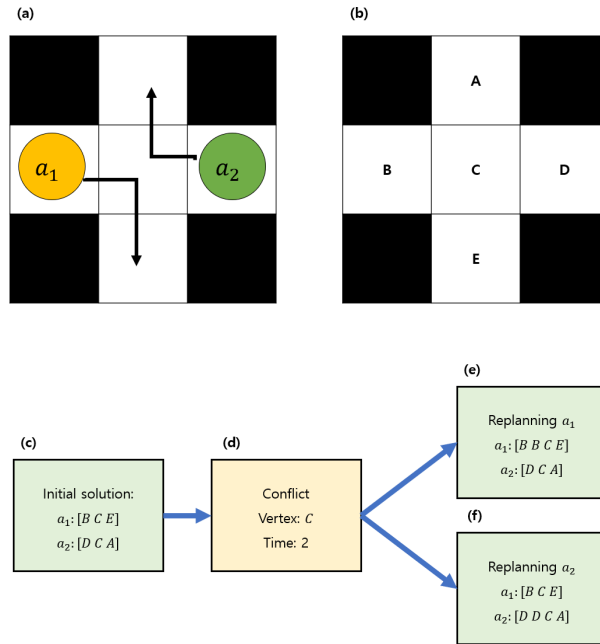 (a)
(b)
a₁
a₂
A
B
C
D
E
(c)
Initial solution:
a₁: [B C E]
a₂: [D C A]
(d)
Conflict
Vertex: C
Time: 2
(e)
Replanning a₁
a₁: [B B C E]
a₂: [D C A]
(f)
Replanning a₂
a₁: [B C E]
a₂: [D D C A]